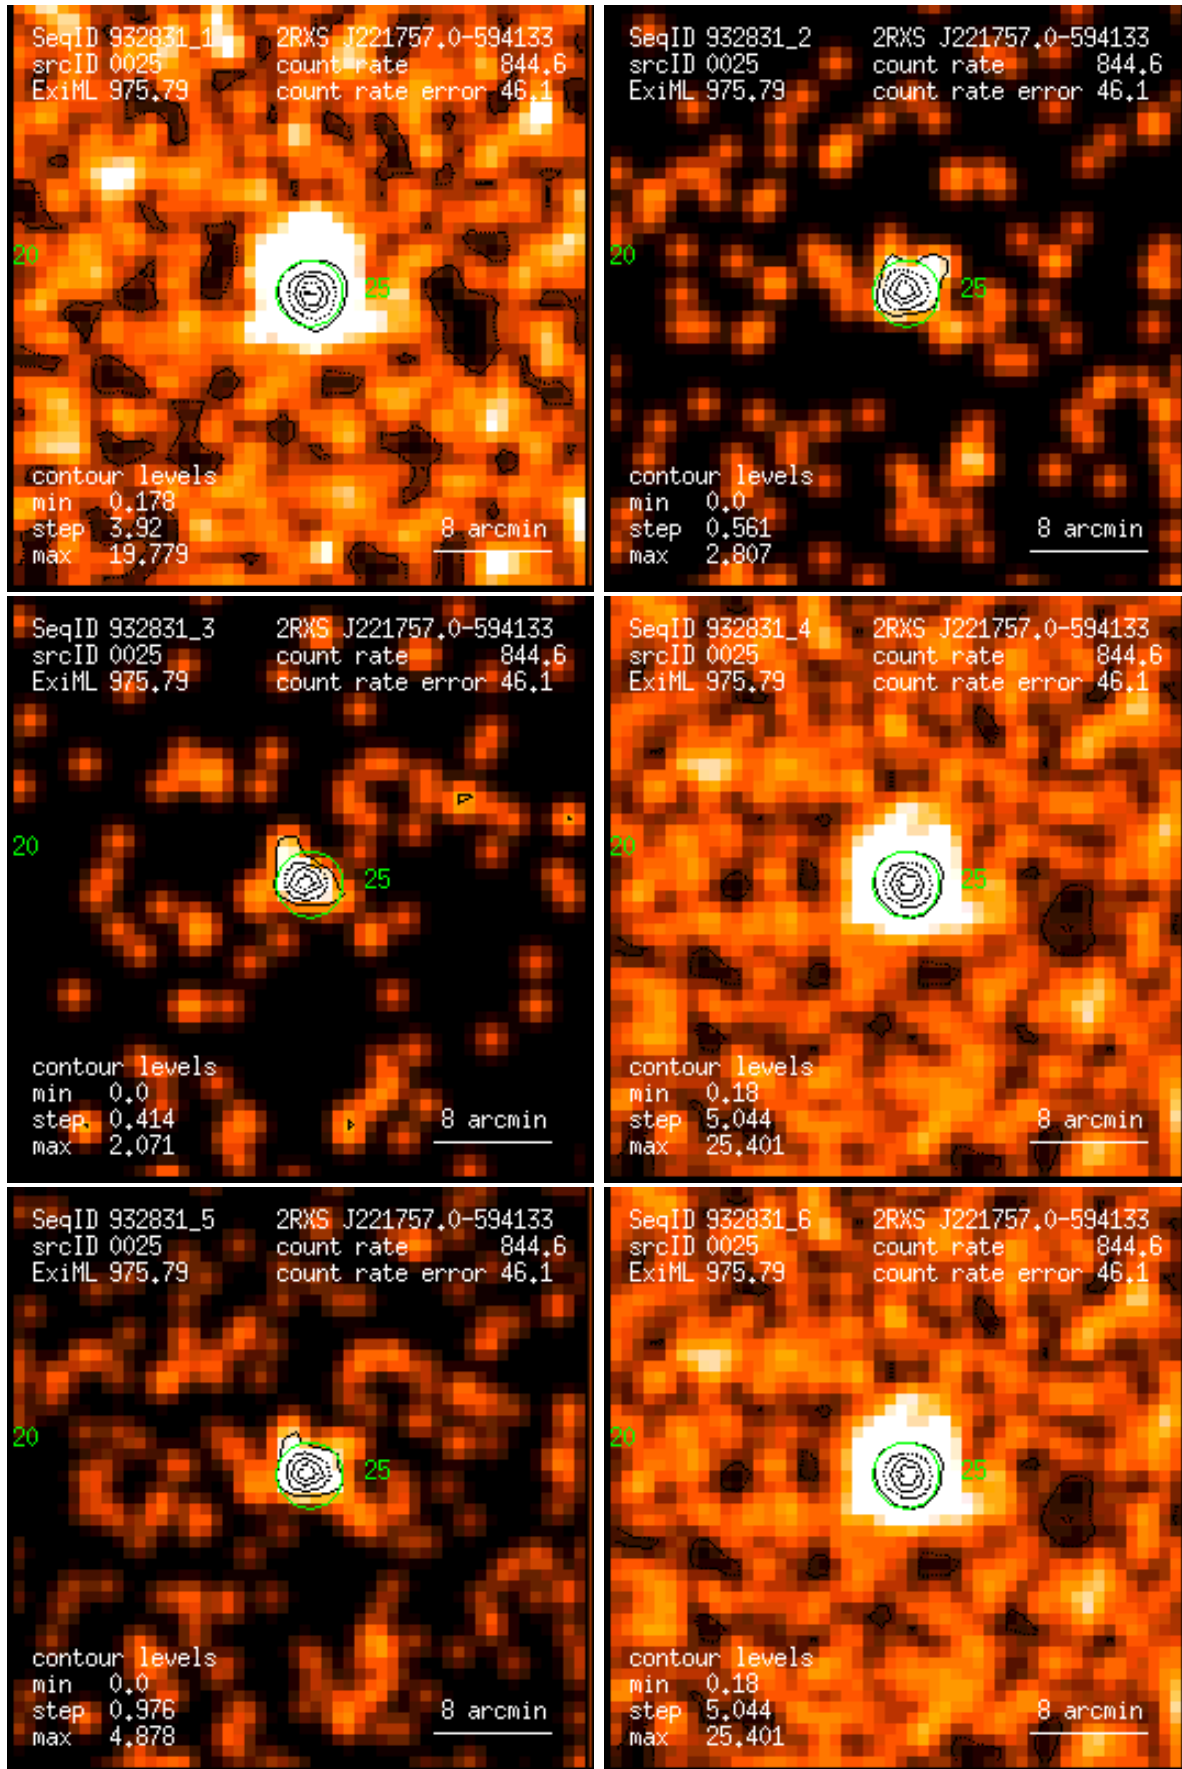 SeqID 932831_1 2RXS J221757.0-594133
srcID 0025 count rate 844.6
ExiML 975.79 count rate error 46.1
20
25
contour levels
min 0.178
step 3.92 8 arcmin
max 19.779
SeqID 932831_2 2RXS J221757.0-594133
srcID 0025 count rate 844.6
ExiML 975.79 count rate error 46.1
20
25
contour levels
min 0.0
step 0.561 8 arcmin
max 2.807
SeqID 932831_3 2RXS J221757.0-594133
srcID 0025 count rate 844.6
ExiML 975.79 count rate error 46.1
20
25
contour levels
min 0.0
step 0.414 8 arcmin
max 2.071
SeqID 932831_4 2RXS J221757.0-594133
srcID 0025 count rate 844.6
ExiML 975.79 count rate error 46.1
20
25
contour levels
min 0.18
step 5.044 8 arcmin
max 25.401
SeqID 932831_5 2RXS J221757.0-594133
srcID 0025 count rate 844.6
ExiML 975.79 count rate error 46.1
20
25
contour levels
min 0.0
step 0.976 8 arcmin
max 4.878
SeqID 932831_6 2RXS J221757.0-594133
srcID 0025 count rate 844.6
ExiML 975.79 count rate error 46.1
20
25
contour levels
min 0.18
step 5.044 8 arcmin
max 25.401